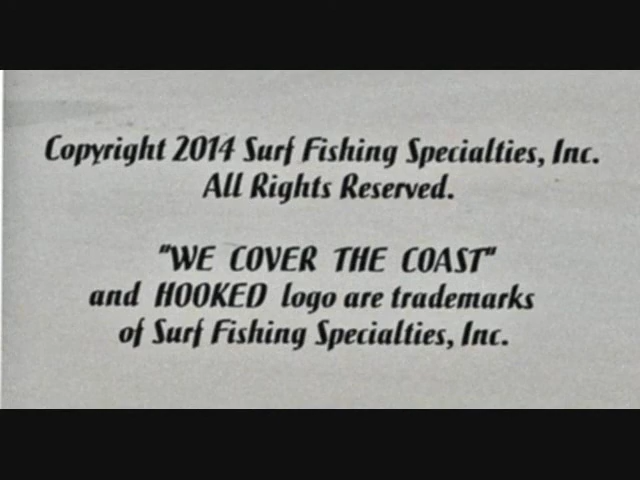 Copyright 2014 Surf Fishing Specialties, Inc.
All Rights Reserved.
"WE COVER THE COAST"
and HOOKED logo are trademarks
of Surf Fishing Specialties, Inc.